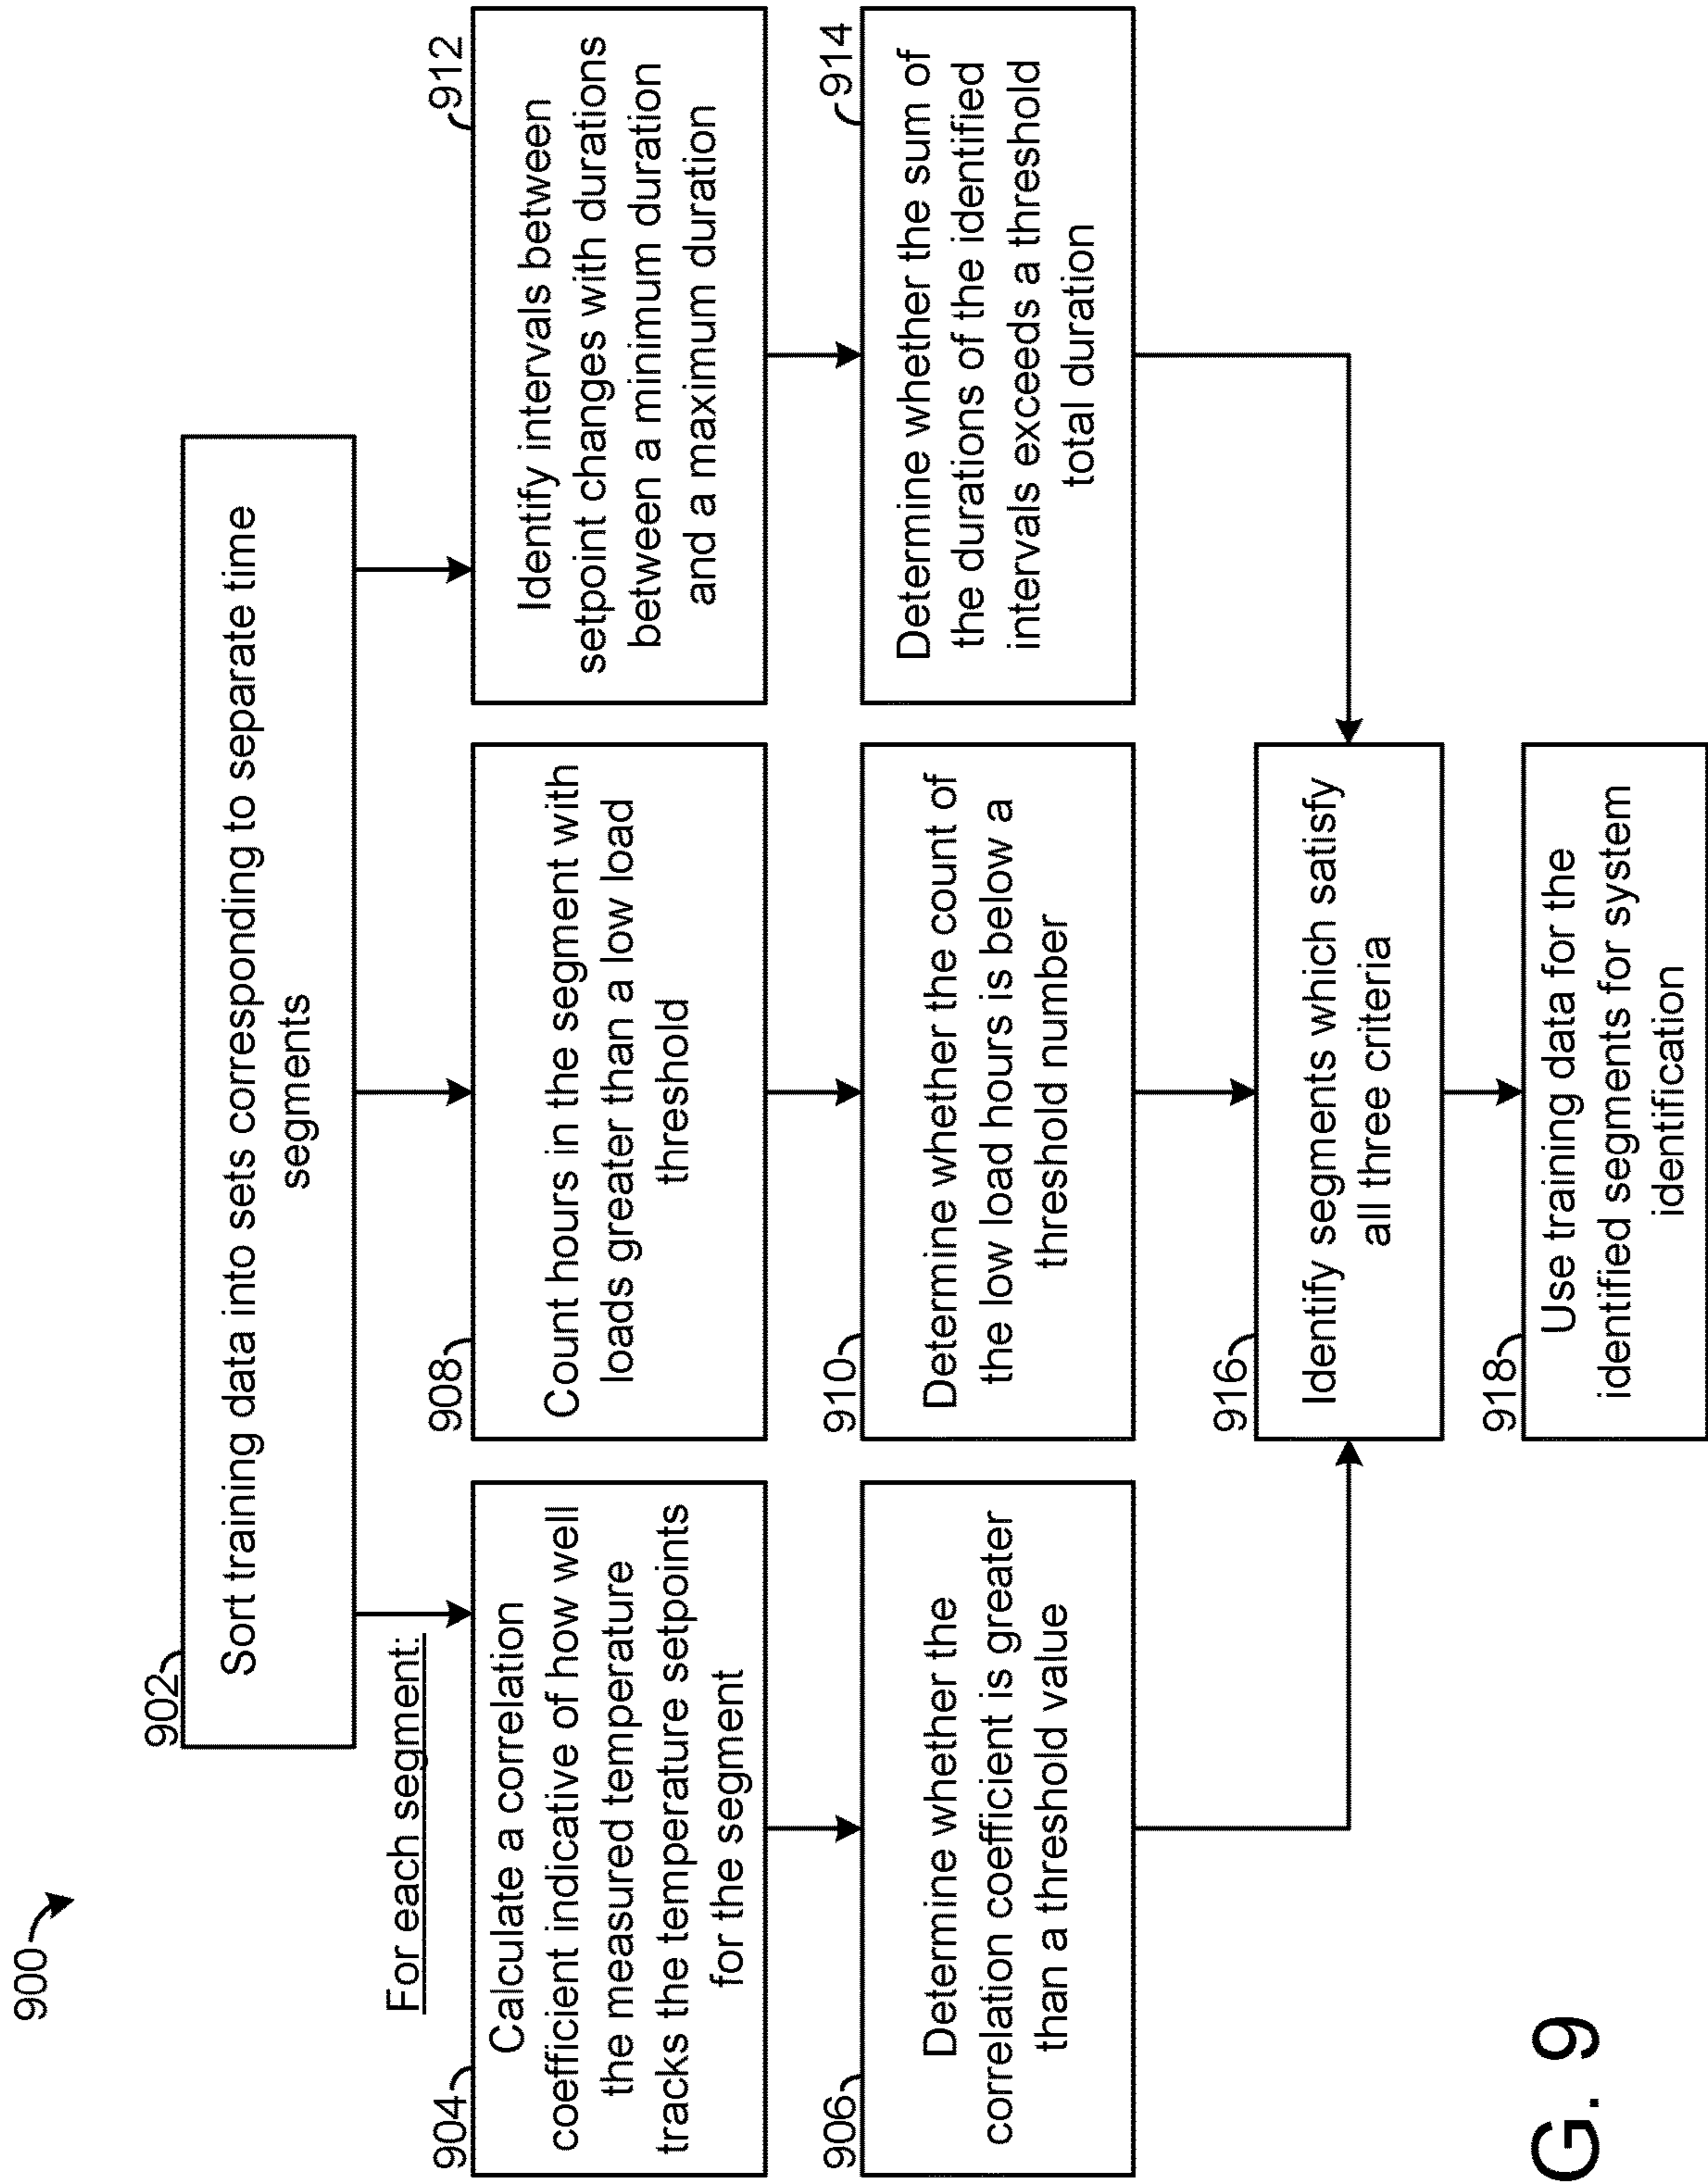 900
902
Sort training data into sets corresponding to separate time
segments
For each segment:
904
Calculate a correlation
coefficient indicative of how well
the measured temperature
tracks the temperature setpoints
for the segment
906
Determine whether the
correlation coefficient is greater
than a threshold value
908
Count hours in the segment with
loads greater than a low load
threshold
910
Determine whether the count of
the low load hours is below a
threshold number
912
Identify intervals between
setpoint changes with durations
between a minimum duration
and a maximum duration
914
Determine whether the sum of
the durations of the identified
intervals exceeds a threshold
total duration
916
Identify segments which satisfy
all three criteria
918
Use training data for the
identified segments for system
identification
G. 9